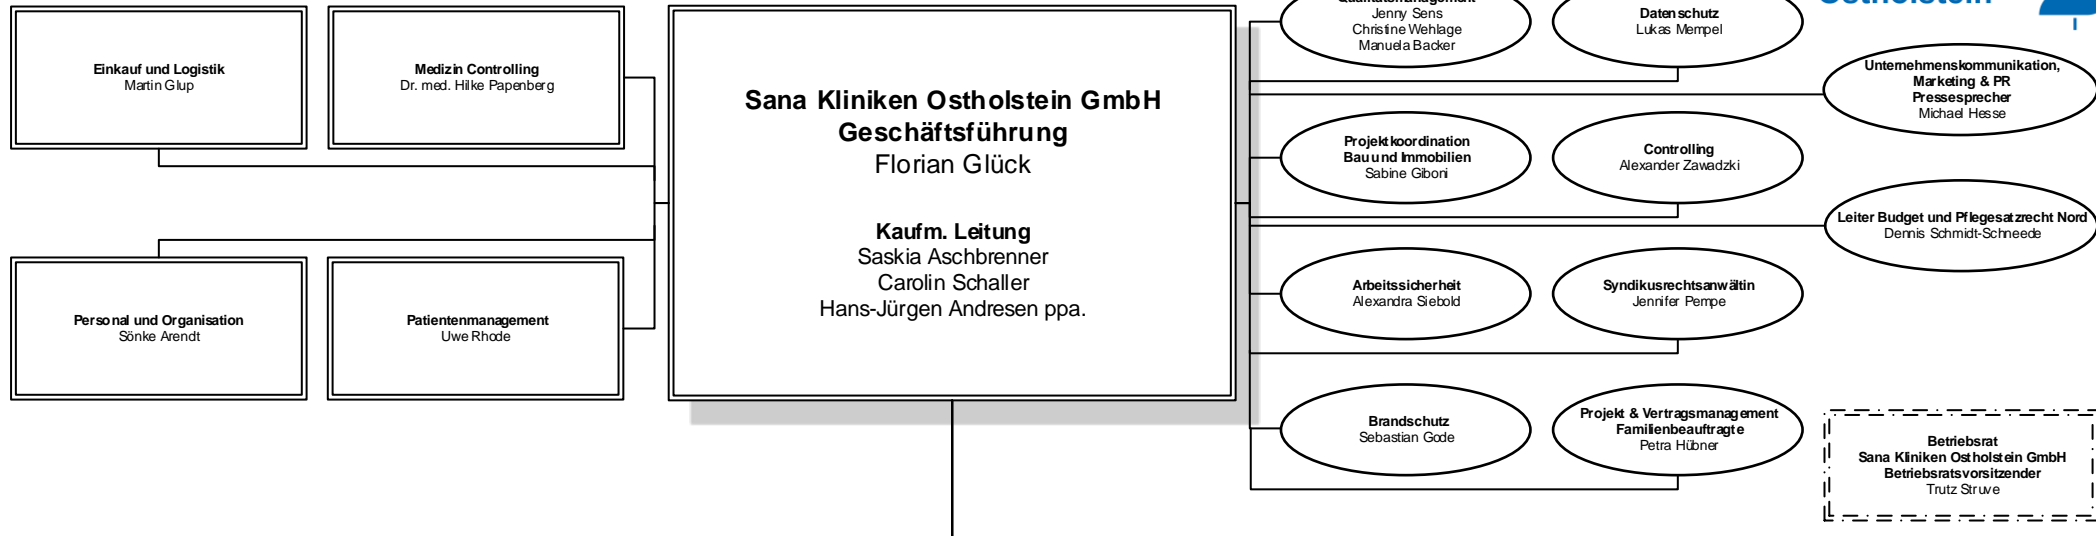 Einkauf und Logistik
Martin Glup
Medizin Controlling
Dr. med. Hilke Papenberg
Personal und Organisation
Sönke Arendt
Patientenmanagement
Uwe Rhode
Sana Kliniken Ostholstein GmbH
Geschäftsführung
Florian Glück
Kaufm. Leitung
Saskia Aschbrenner
Carolin Schaller
Hans-Jürgen Andresen ppa.
Qualitätsmanagement
Jenny Sens
Christine Wehlage
Manuela Backer
Datenschutz
Lukas Mempel
Ostholstein
Unternehmenskommunikation,
Marketing & PR
Pressesprecher
Michael Hesse
Projektkoordination
Bau und Immobilien
Sabine Giboni
Controlling
Alexander Zawadzki
Leiter Budget und Pflegesatzrecht Nord
Dennis Schmidt-Schneede
Arbeitssicherheit
Alexandra Siebold
Syndikusrechtsanwältin
Jennifer Pempe
Brandschutz
Sebastian Gode
Projekt & Vertragsmanagement
Familienbeauftragte
Petra Hübner
Betriebsrat
Sana Kliniken Ostholstein GmbH
Betriebsratsvorsitzender
Trutz Struve